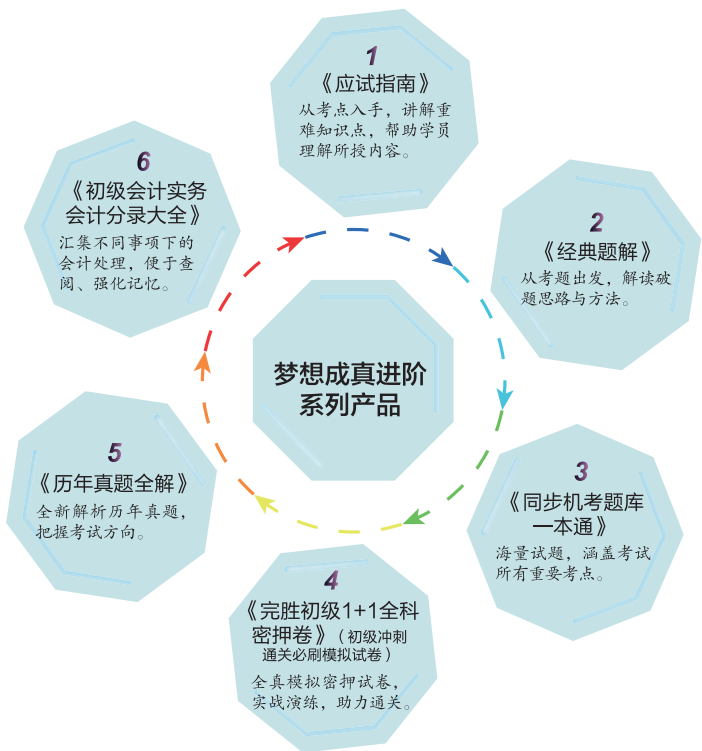 1
《应试指南》
从考点入手，讲解重
难知识点，帮助学员
理解所授内容。
2
《经典题解》
从考题出发，解读破
题思路与方法。
3
《同步机考题库
一本通》
海量试题，涵盖考试
所有重要考点。
4
《完胜初级1+1全科
密押卷》（初级冲刺
通关必刷模拟试卷）
全真模拟密押试卷，
实战演练，助力通关。
5
《历年真题全解》
全新解析历年真题，
把握考试方向。
6
《初级会计实务
会计分录大全》
汇集不同事项下的
会计处理，便于查
阅、强化记忆。
梦想成真进阶
系列产品